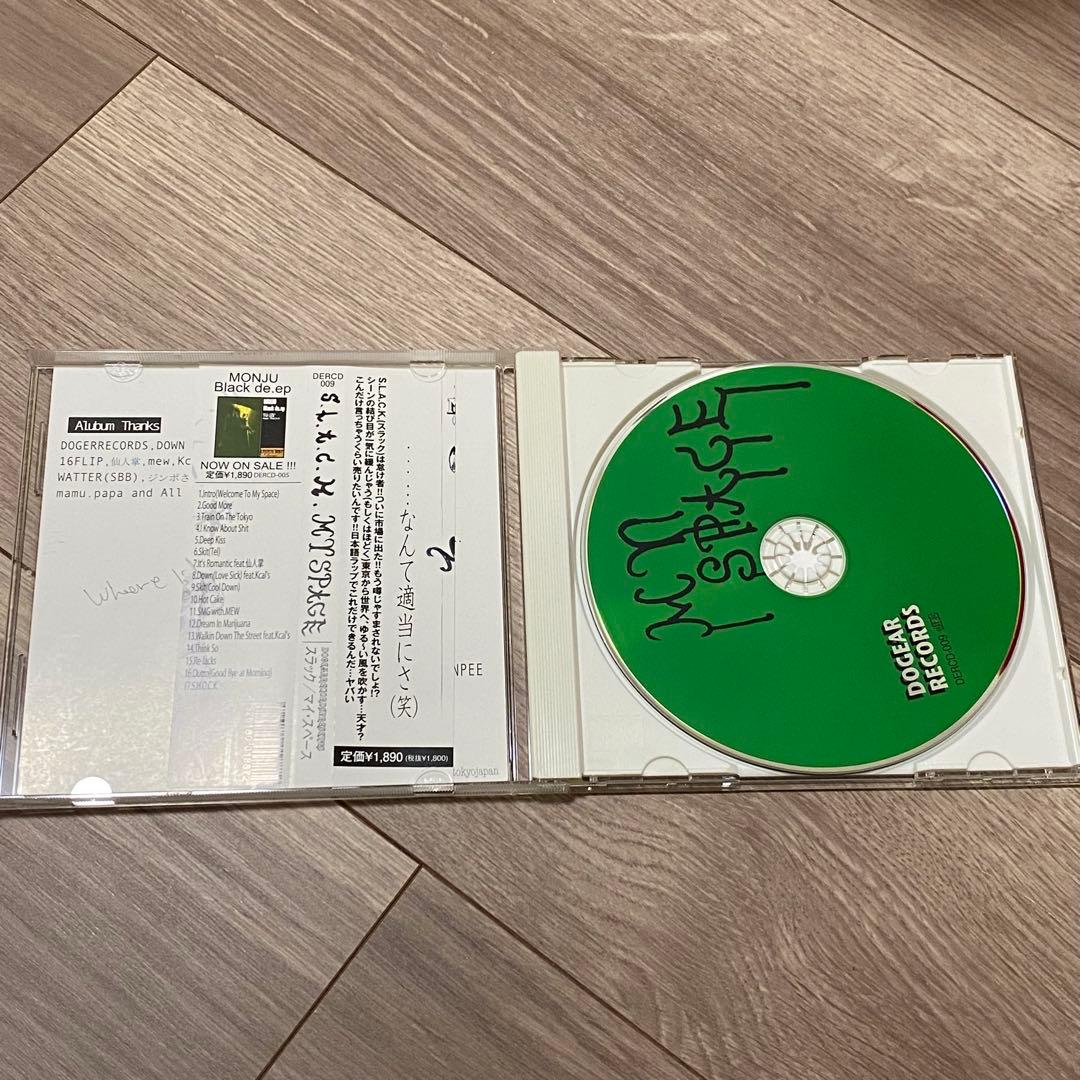 Alubum Thanks
DOGERRECORDS,DOWN
16FLIP,仙人掌,mew,Kc
WATTER(SBB),ジンボさ
mamu.papa and All
Where is
MONJU
Black de.ep
NOW ON SALE !!!
定価¥1,890 DERCD-005
1.Intro(Welcome To My Space)
2.Good More
3.Train On The Tokyo
4.I Know About Shit
5.Deep Kiss
6.Skit(Tel)
7.It's Romantic feat.仙人掌
8.Down(Love Sick) feat.Kcal's
9.Skit(Cool Down)
10.Hot Cake
11.SMG with.MEW
12.Dream In Marijuana
13.Walkin Down The Street feat.Kcal's
14.Think So
15.Re Jacks
16.Outro(Good Bye at Morning)
17.S.H.O.C.K
DERCD
009
S.L.A.C.K. MY SPACE
スラック/マイ・スペース
S.L.A.C.K.(スラック)は怠け者!!ついに市場に出た!!もう噂じゃすまされないでしょ!?
シーンの結び目が一気に緩んじゃう(もしくはほどく)東京から世界へ、ゆる〜い風を吹かす…天才?
こんだけ言っちゃうくらい売りたいんです!!日本語ラップでこれだけできるんだ…ヤバい
定価¥1,890 (税抜¥1,800)
.......なんて適当にさ(笑)
NPEE
tokyojapan
MY
SPACE
DOGEAR
RECORDS
DERCD-009